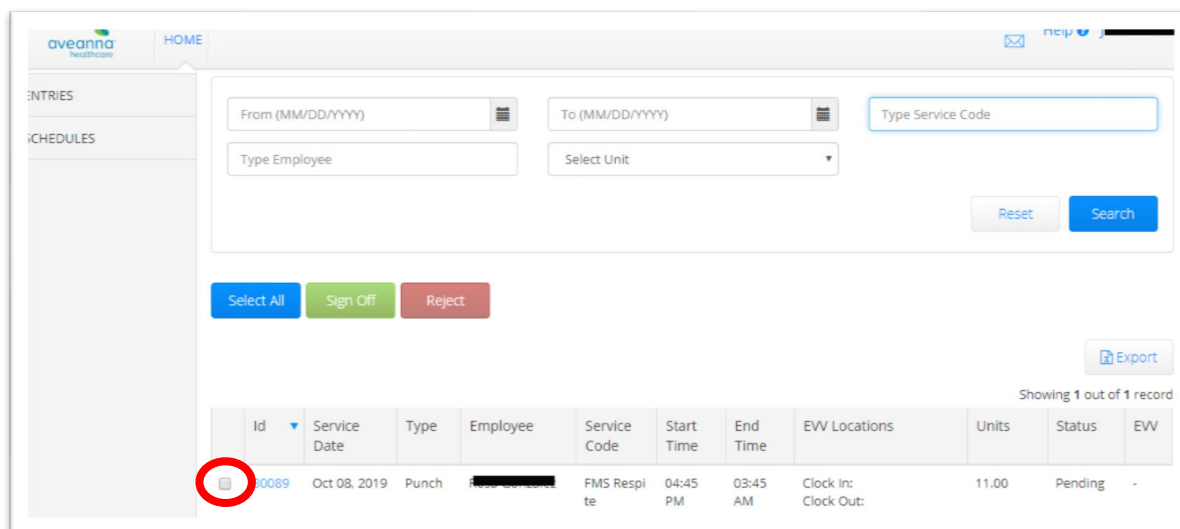 aveanna
healthcare
HOME
Help
ENTRIES
SCHEDULES
From (MM/DD/YYYY)
To (MM/DD/YYYY)
Type Service Code
Type Employee
Select Unit
Reset
Search
Select All
Sign Off
Reject
Export
Showing 1 out of 1 record
Id
Service
Date
Type
Employee
Service
Code
Start
Time
End
Time
EVV Locations
Units
Status
EVV
80089
Oct 08, 2019
Punch
FMS Respi
te
04:45
PM
03:45
AM
Clock In:
Clock Out:
11.00
Pending
-